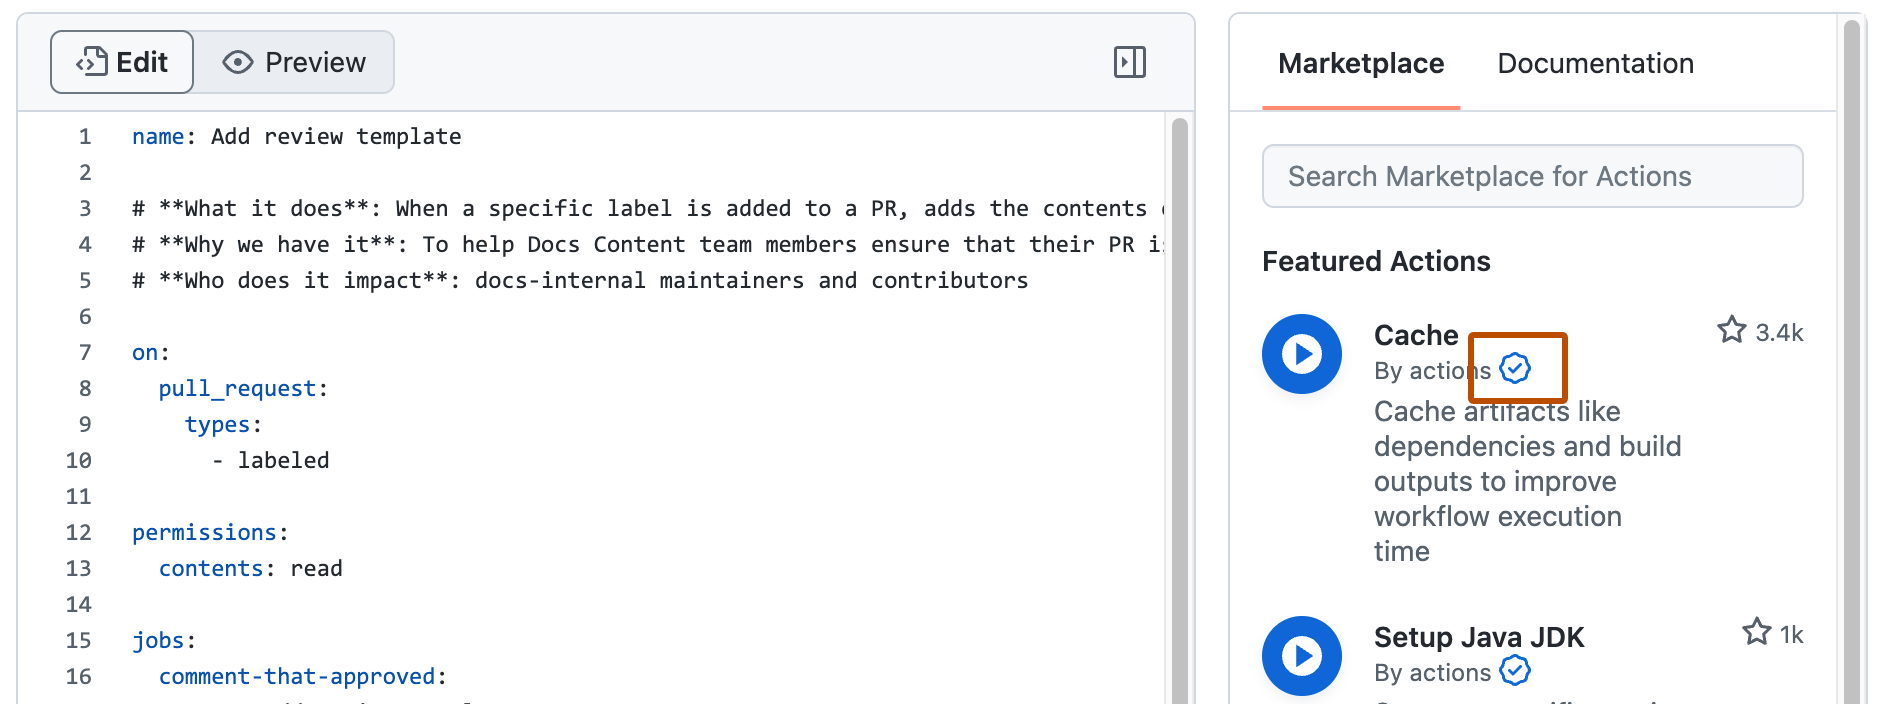 Edit
Preview
1 name: Add review template
2
3 # **What it does**: When a specific label is added to a PR, adds the contents
4 # **Why we have it**: To help Docs Content team members ensure that their PR is
5 # **Who does it impact**: docs-internal maintainers and contributors
6
7 on:
8 pull_request:
9 types:
10 - labeled
11
12 permissions:
13 contents: read
14
15 jobs:
16 comment-that-approved:
Marketplace
Documentation
Search Marketplace for Actions
Featured Actions
Cache
3.4k
By actions
Cache artifacts like
dependencies and build
outputs to improve
workflow execution
time
Setup Java JDK
1k
By actions